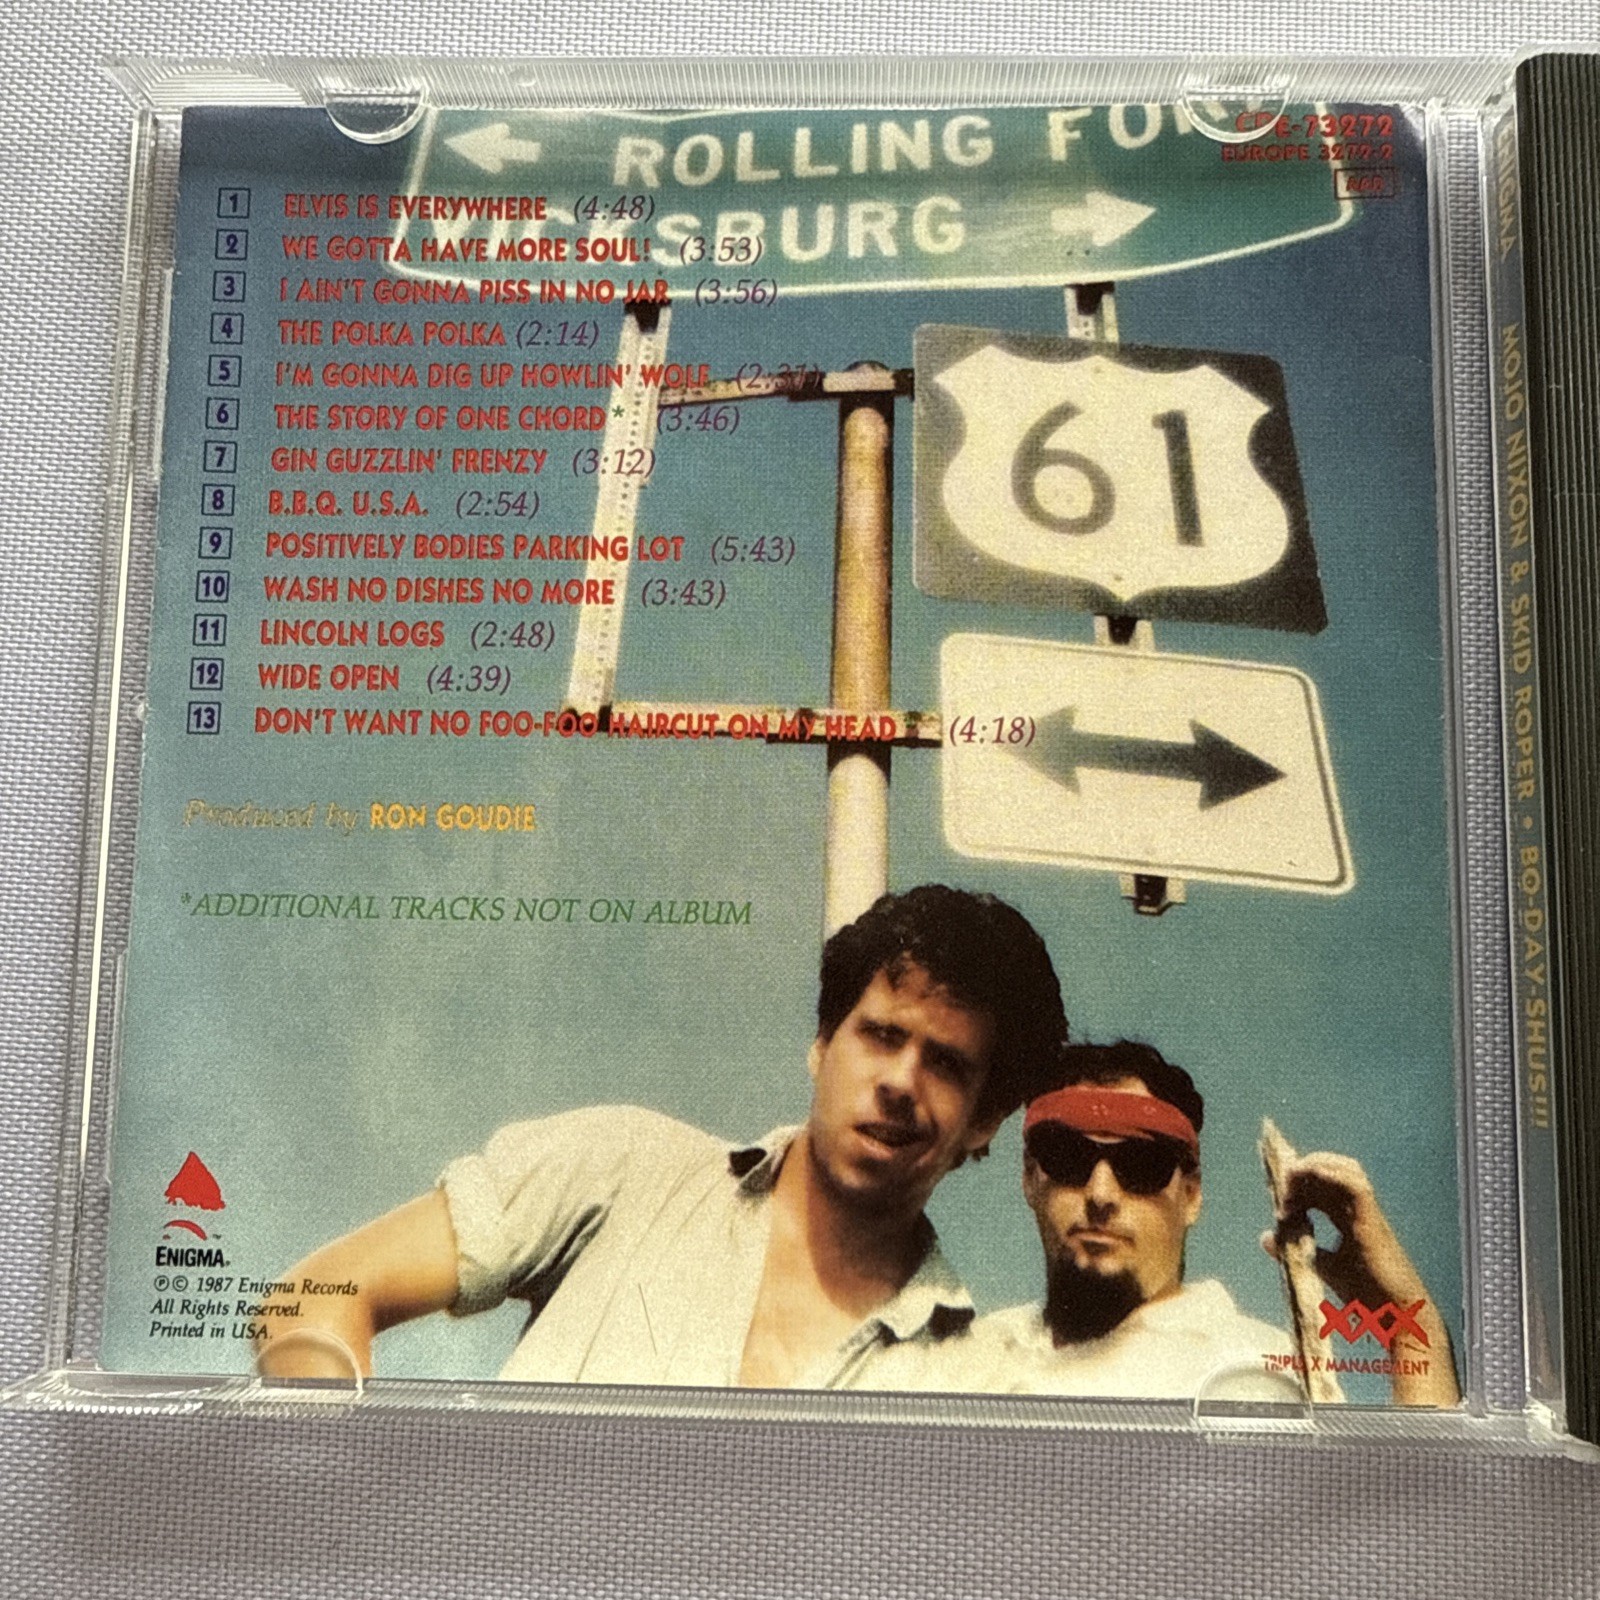 ROLLING FOR
VICKSBURG
CDE-73272
EUROPE 3272-2
1 ELVIS IS EVERYWHERE (4:48)
2 WE GOTTA HAVE MORE SOUL! (3:53)
3 I AIN'T GONNA PISS IN NO JAR (3:56)
4 THE POLKA POLKA (2:14)
5 I'M GONNA DIG UP HOWLIN' WOLF (2:37)
6 THE STORY OF ONE CHORD* (3:46)
7 GIN GUZZLIN' FRENZY (3:12)
8 B.B.Q. U.S.A. (2:54)
9 POSITIVELY BODIES PARKING LOT (5:43)
10 WASH NO DISHES NO MORE (3:43)
11 LINCOLN LOGS (2:48)
12 WIDE OPEN (4:39)
13 DON'T WANT NO FOO-FOO HAIRCUT ON MY HEAD (4:18)
61
Produced by RON GOUDIE
*ADDITIONAL TRACKS NOT ON ALBUM
ENIGMA
℗© 1987 Enigma Records
All Rights Reserved.
Printed in USA.
XXX
TRIPLE X MANAGEMENT
ENIGMA MOJO NIXON & SKID ROPER • BO-DAY-SHUS!!!